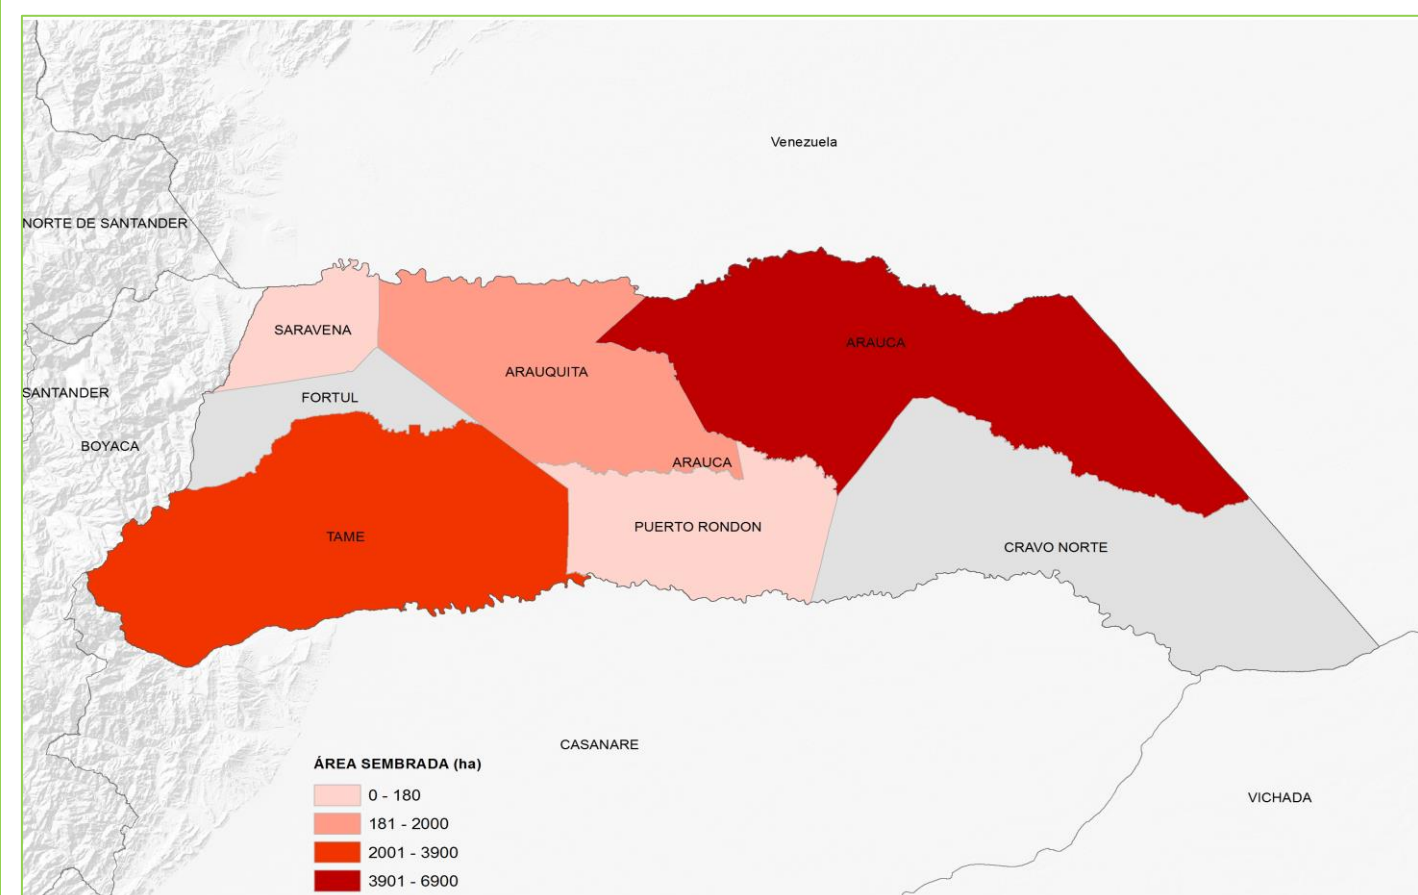 Venezuela
NORTE DE SANTANDER
SARAVENA
ARAUCA
ARAUQUITA
SANTANDER
FORTUL
BOYACA
ARAUCA
PUERTO RONDON
TAME
CRAVO NORTE
CASANARE
VICHADA
ÁREA SEMBRADA (ha)
0 - 180
181 - 2000
2001 - 3900
3901 - 6900